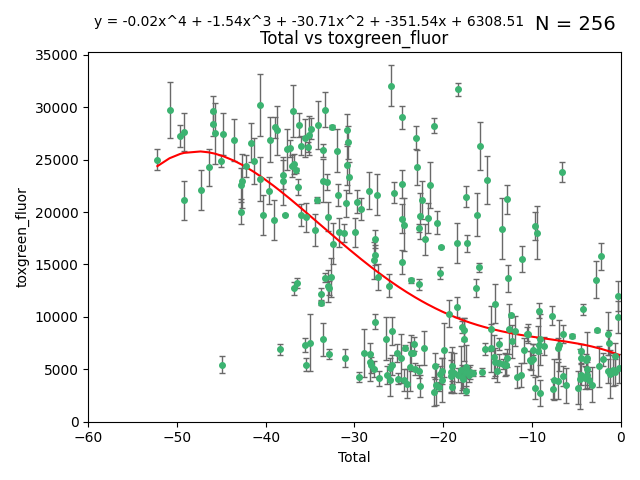 y = -0.02x^4 + -1.54x^3 + -30.71x^2 + -351.54x + 6308.51 N = 256
Total vs toxgreen_fluor
35000
30000
25000
20000
15000
10000
5000
0
toxgreen_fluor
−60 −50 −40 −30 −20 −10 0
Total